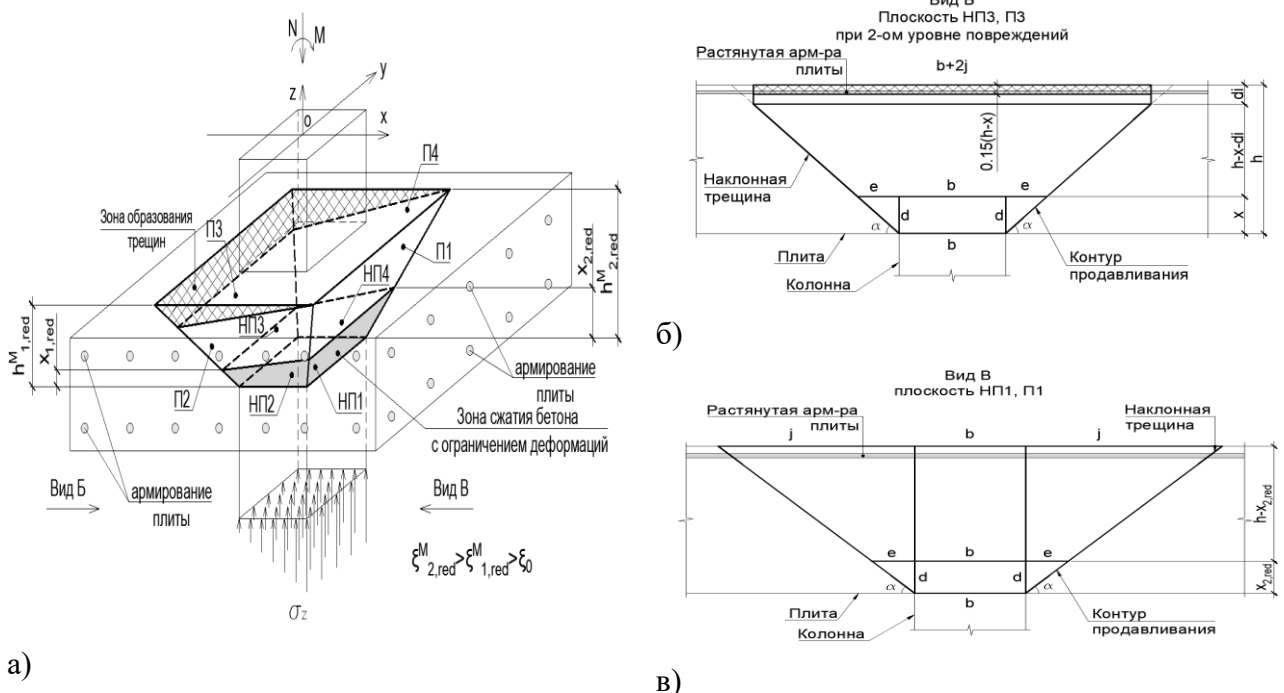 N
M
y
z
o
x
П4
Зона образования
трещин
П3
П1
НП4
НП3
x2,red
hM2,red
hM1,red
x1,red
П2
НП2
НП1
армирование
плиты
Зона сжатия бетона
с ограничением деформаций
Вид Б
армирование
плиты
Вид В
ξM2,red>ξM1,red>ξ0
σz
а)
Плоскость НП3, П3
при 2-ом уровне повреждений
Растянутая арм-ра
плиты
b+2j
di
0.15(h-x)
h-x-di
h
Наклонная
трещина
e
b
e
d
d
x
α
α
Плита
b
Контур
продавливания
Колонна
б)
Вид В
плоскость НП1, П1
Растянутая арм-ра
плиты
Наклонная
трещина
j
b
j
h-x2,red
e
b
e
d
d
x2,red
α
α
Плита
b
Контур
продавливания
Колонна
в)